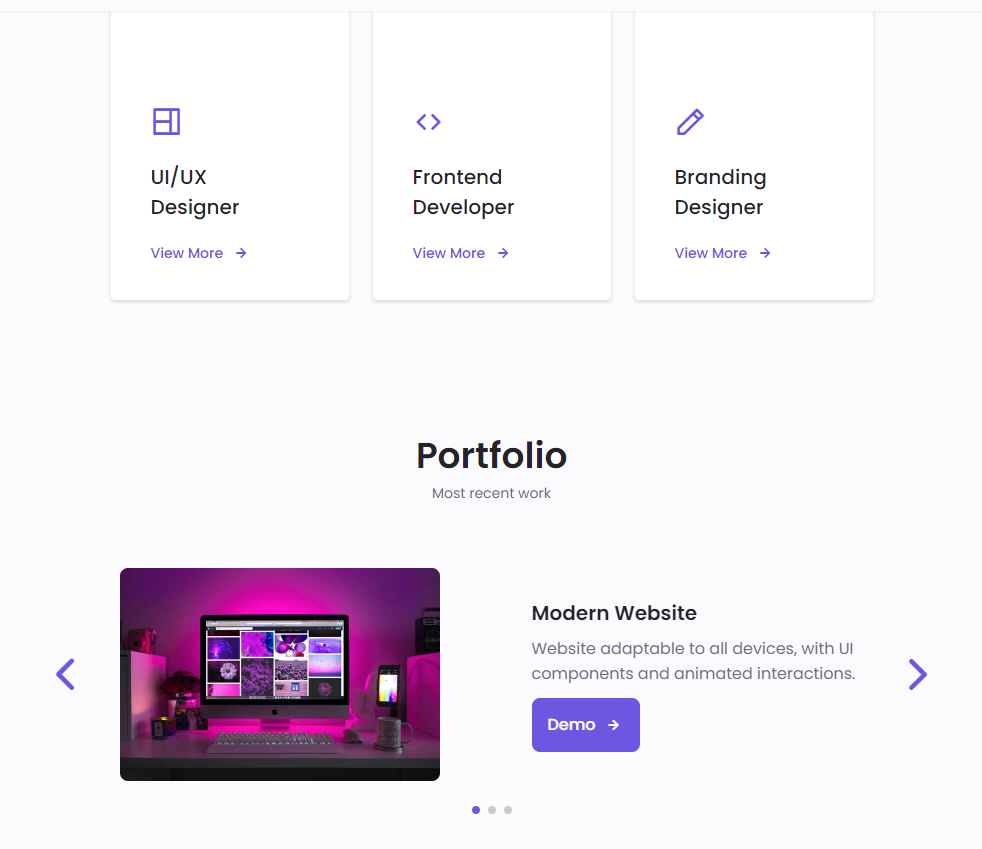 UI/UX
Designer
View More
Frontend
Developer
View More
Branding
Designer
View More
Portfolio
Most recent work
Modern Website
Website adaptable to all devices, with UI
components and animated interactions.
Demo